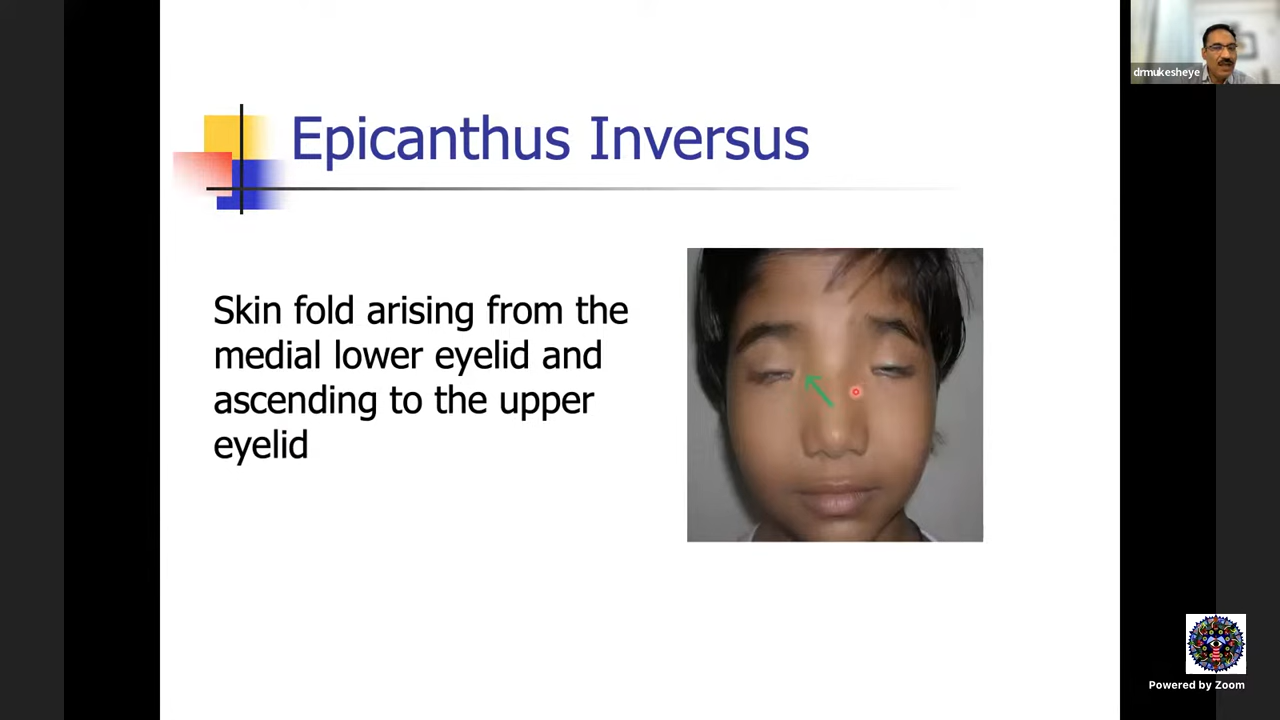 drmukesheye
Epicanthus Inversus
Skin fold arising from the
medial lower eyelid and
ascending to the upper
eyelid
Powered by Zoom